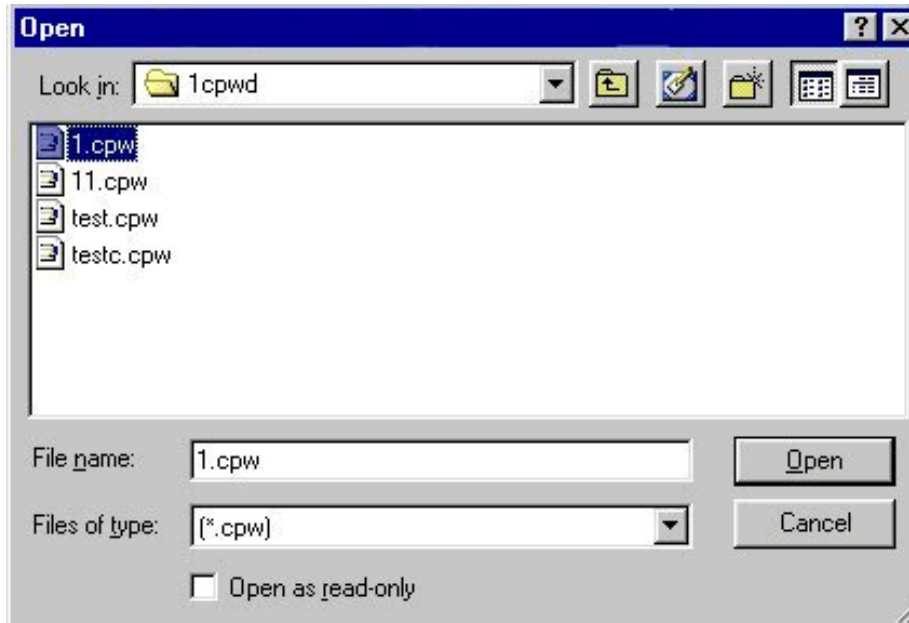 Open
Look in: 1cpwd
1.cpw
11.cpw
test.cpw
testc.cpw
File name: 1.cpw Open
Files of type: (*.cpw) Cancel
Open as read-only